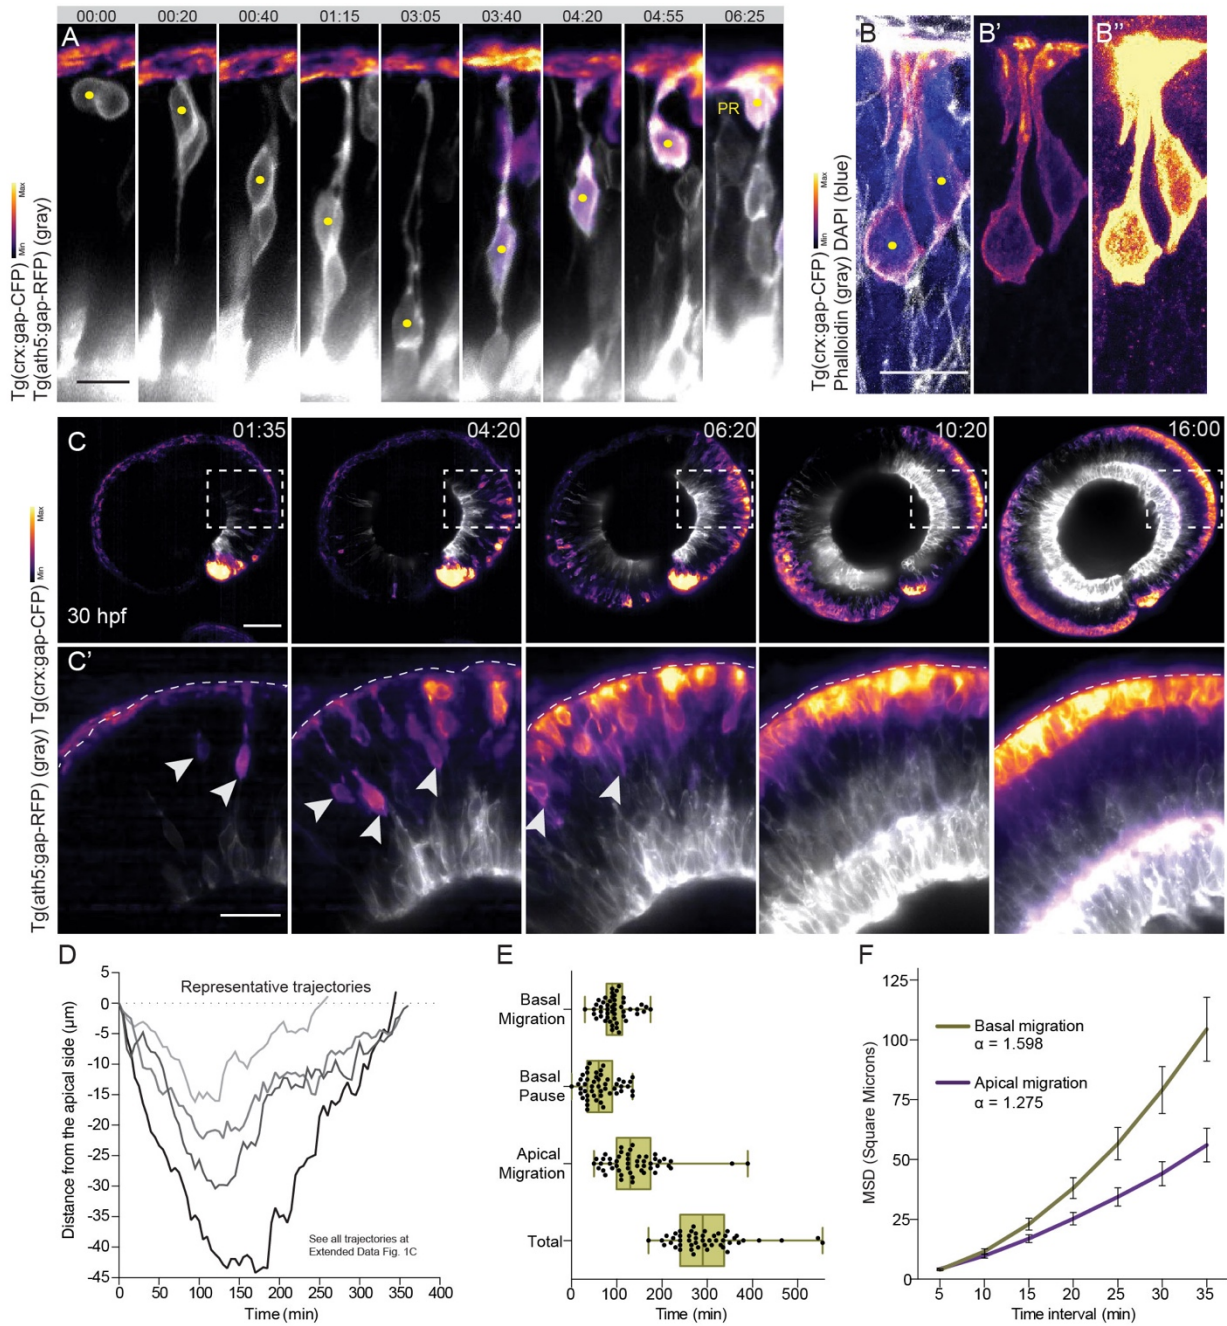 00:00 00:20 00:40 01:15 03:05 03:40 04:20 04:55 06:25
A
PR
Min Max
Tg(crx:gap-CFP)
Tg(ath5:gap-RFP) (gray)
B B' B''
Min Max
Tg(crx:gap-CFP)
Phalloidin (gray) DAPI (blue)
C 01:35 04:20 06:20 10:20 16:00
30 hpf
C'
Min Max
Tg(ath5:gap-RFP) (gray) Tg(crx:gap-CFP)
D
Representative trajectories
5
0
-5
-10
-15
-20
-25
-30
-35
-40
-45
Distance from the apical side (µm)
See all trajectories at
Extended Data Fig. 1C
0 50 100 150 200 250 300 350 400
Time (min)
E
Basal
Migration
Basal
Pause
Apical
Migration
Total
0 100 200 300 400 500
Time (min)
F
125
100
75
50
25
0
MSD (Square Microns)
Basal migration
α = 1.598
Apical migration
α = 1.275
5 10 15 20 25 30 35
Time interval (min)